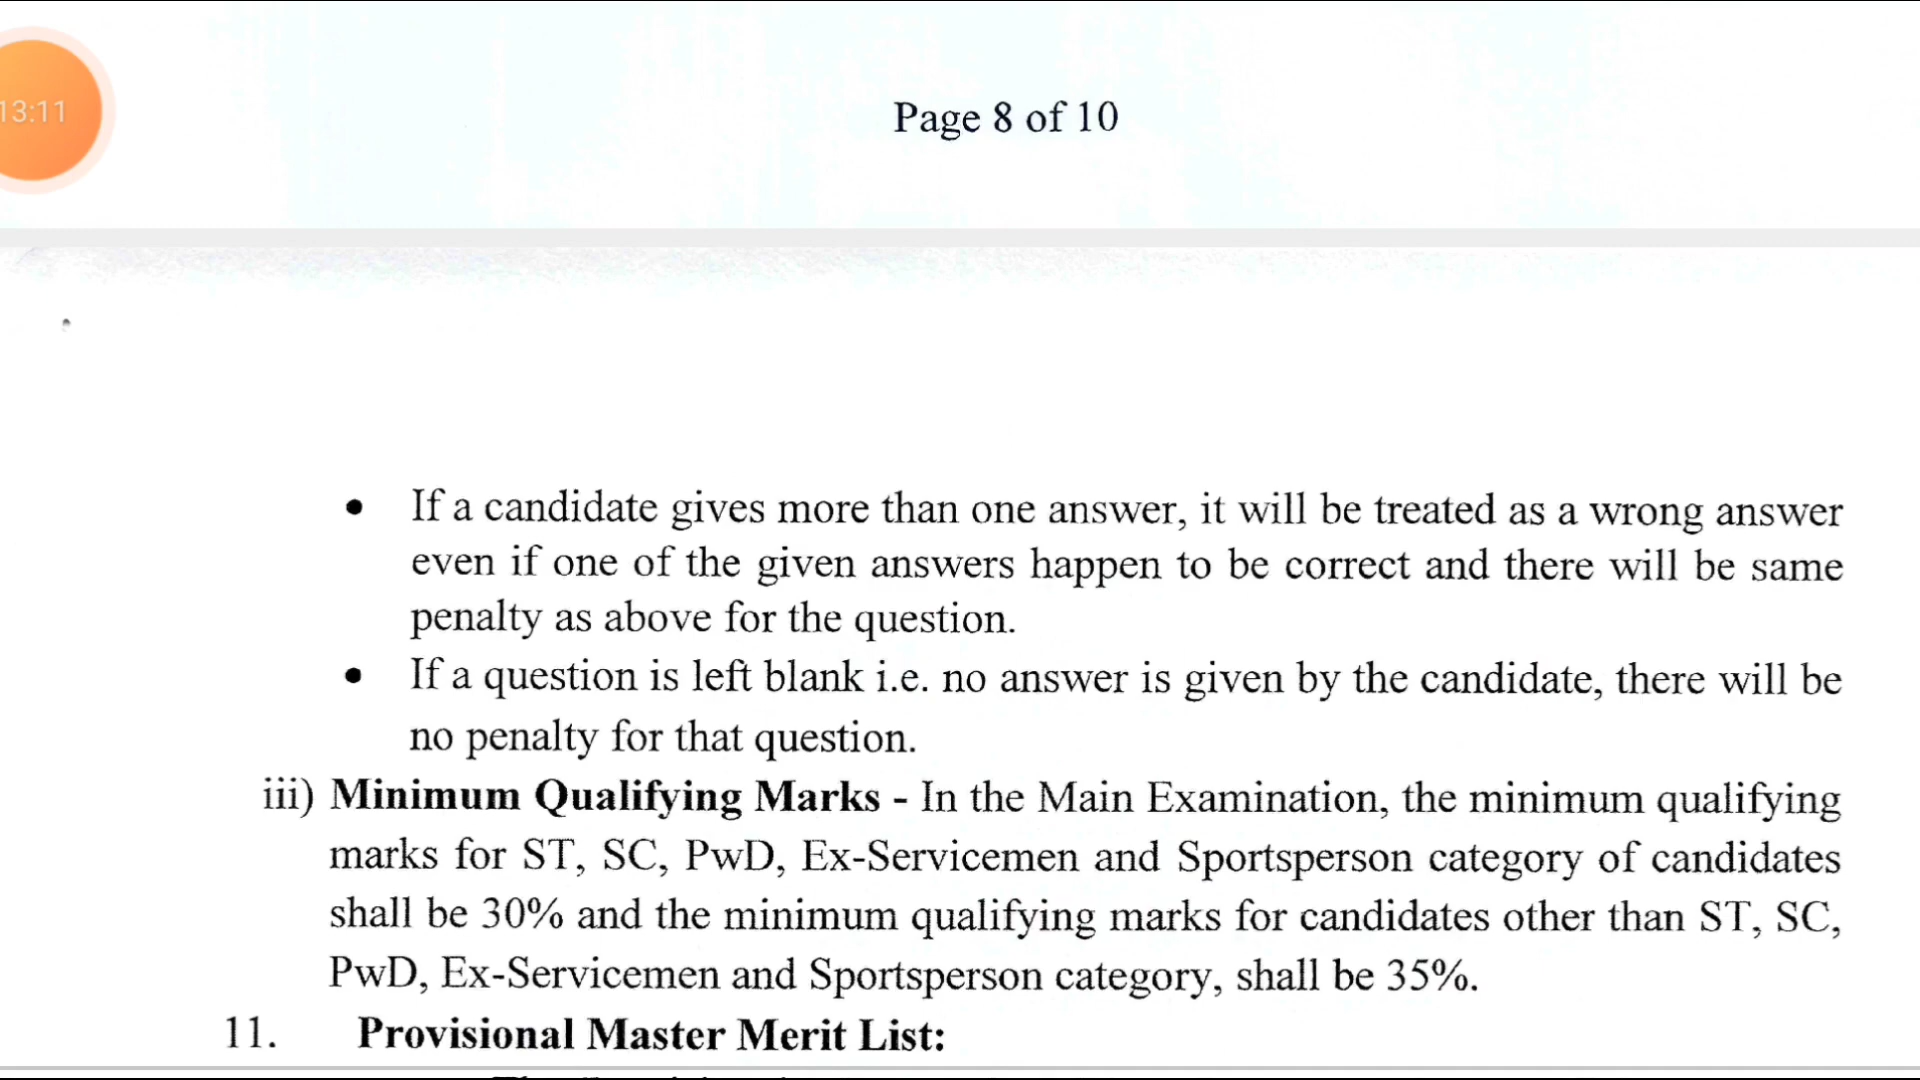 13:11
Page 8 of 10
• If a candidate gives more than one answer, it will be treated as a wrong answer
even if one of the given answers happen to be correct and there will be same
penalty as above for the question.
• If a question is left blank i.e. no answer is given by the candidate, there will be
no penalty for that question.
iii) Minimum Qualifying Marks - In the Main Examination, the minimum qualifying
marks for ST, SC, PwD, Ex-Servicemen and Sportsperson category of candidates
shall be 30% and the minimum qualifying marks for candidates other than ST, SC,
PwD, Ex-Servicemen and Sportsperson category, shall be 35%.
11. Provisional Master Merit List: